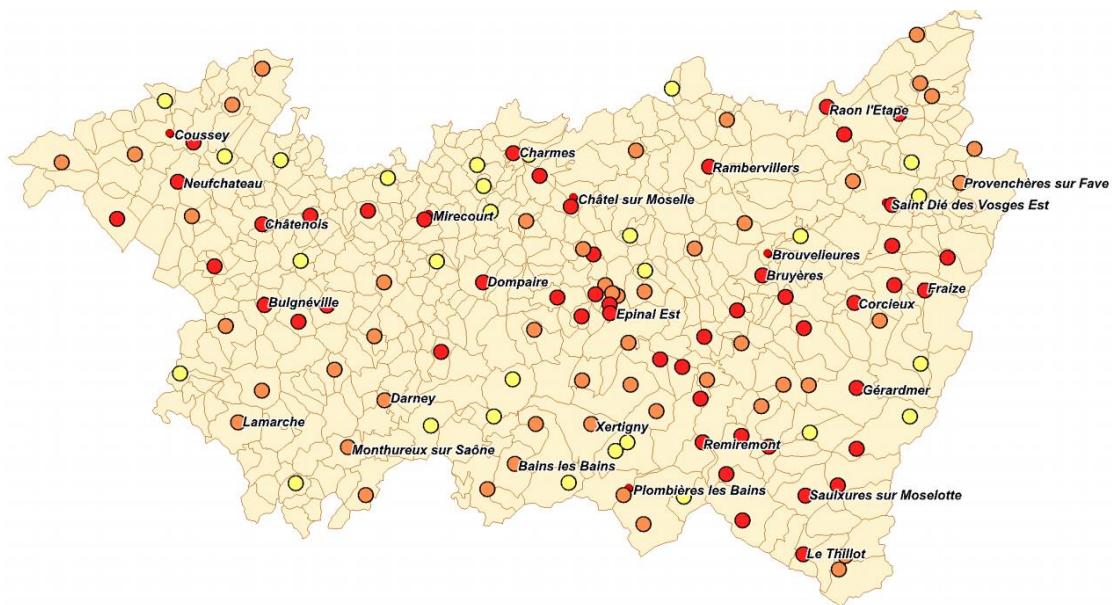 Coussey
Raon l'Etape
Charmes
Rambervillers
Neufchateau
Provenchères sur Fave
Châtel sur Moselle
Saint Dié des Vosges Est
Mirecourt
Châtenois
Brouvelieures
Bruyères
Dompaire
Fraize
Bulgnéville
Corcieux
Epinal Est
Gérardmer
Darney
Lamarche
Xertigny
Remiremont
Monthureux sur Saône
Bains les Bains
Plombières les Bains
Saulxures sur Moselotte
Le Thillot